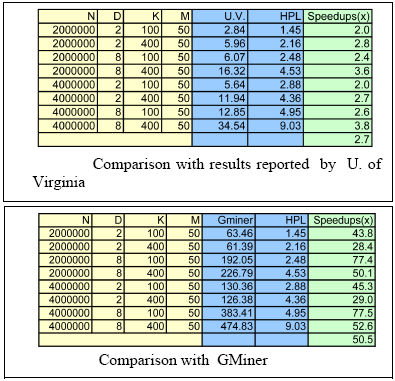 N D K M U.V. HPL Speedups(x)
2000000 2 100 50 2.84 1.45 2.0
2000000 2 400 50 5.96 2.16 2.8
2000000 8 100 50 6.07 2.48 2.4
2000000 8 400 50 16.32 4.53 3.6
4000000 2 100 50 5.64 2.88 2.0
4000000 2 400 50 11.94 4.36 2.7
4000000 8 100 50 12.85 4.95 2.6
4000000 8 400 50 34.54 9.03 3.8
2.7
Comparison with results reported by U. of
Virginia
N D K M Gminer HPL Speedups(x)
2000000 2 100 50 63.46 1.45 43.8
2000000 2 400 50 61.39 2.16 28.4
2000000 8 100 50 192.05 2.48 77.4
2000000 8 400 50 226.79 4.53 50.1
4000000 2 100 50 130.36 2.88 45.3
4000000 2 400 50 126.38 4.36 29.0
4000000 8 100 50 383.41 4.95 77.5
4000000 8 400 50 474.83 9.03 52.6
50.5
Comparison with GMiner